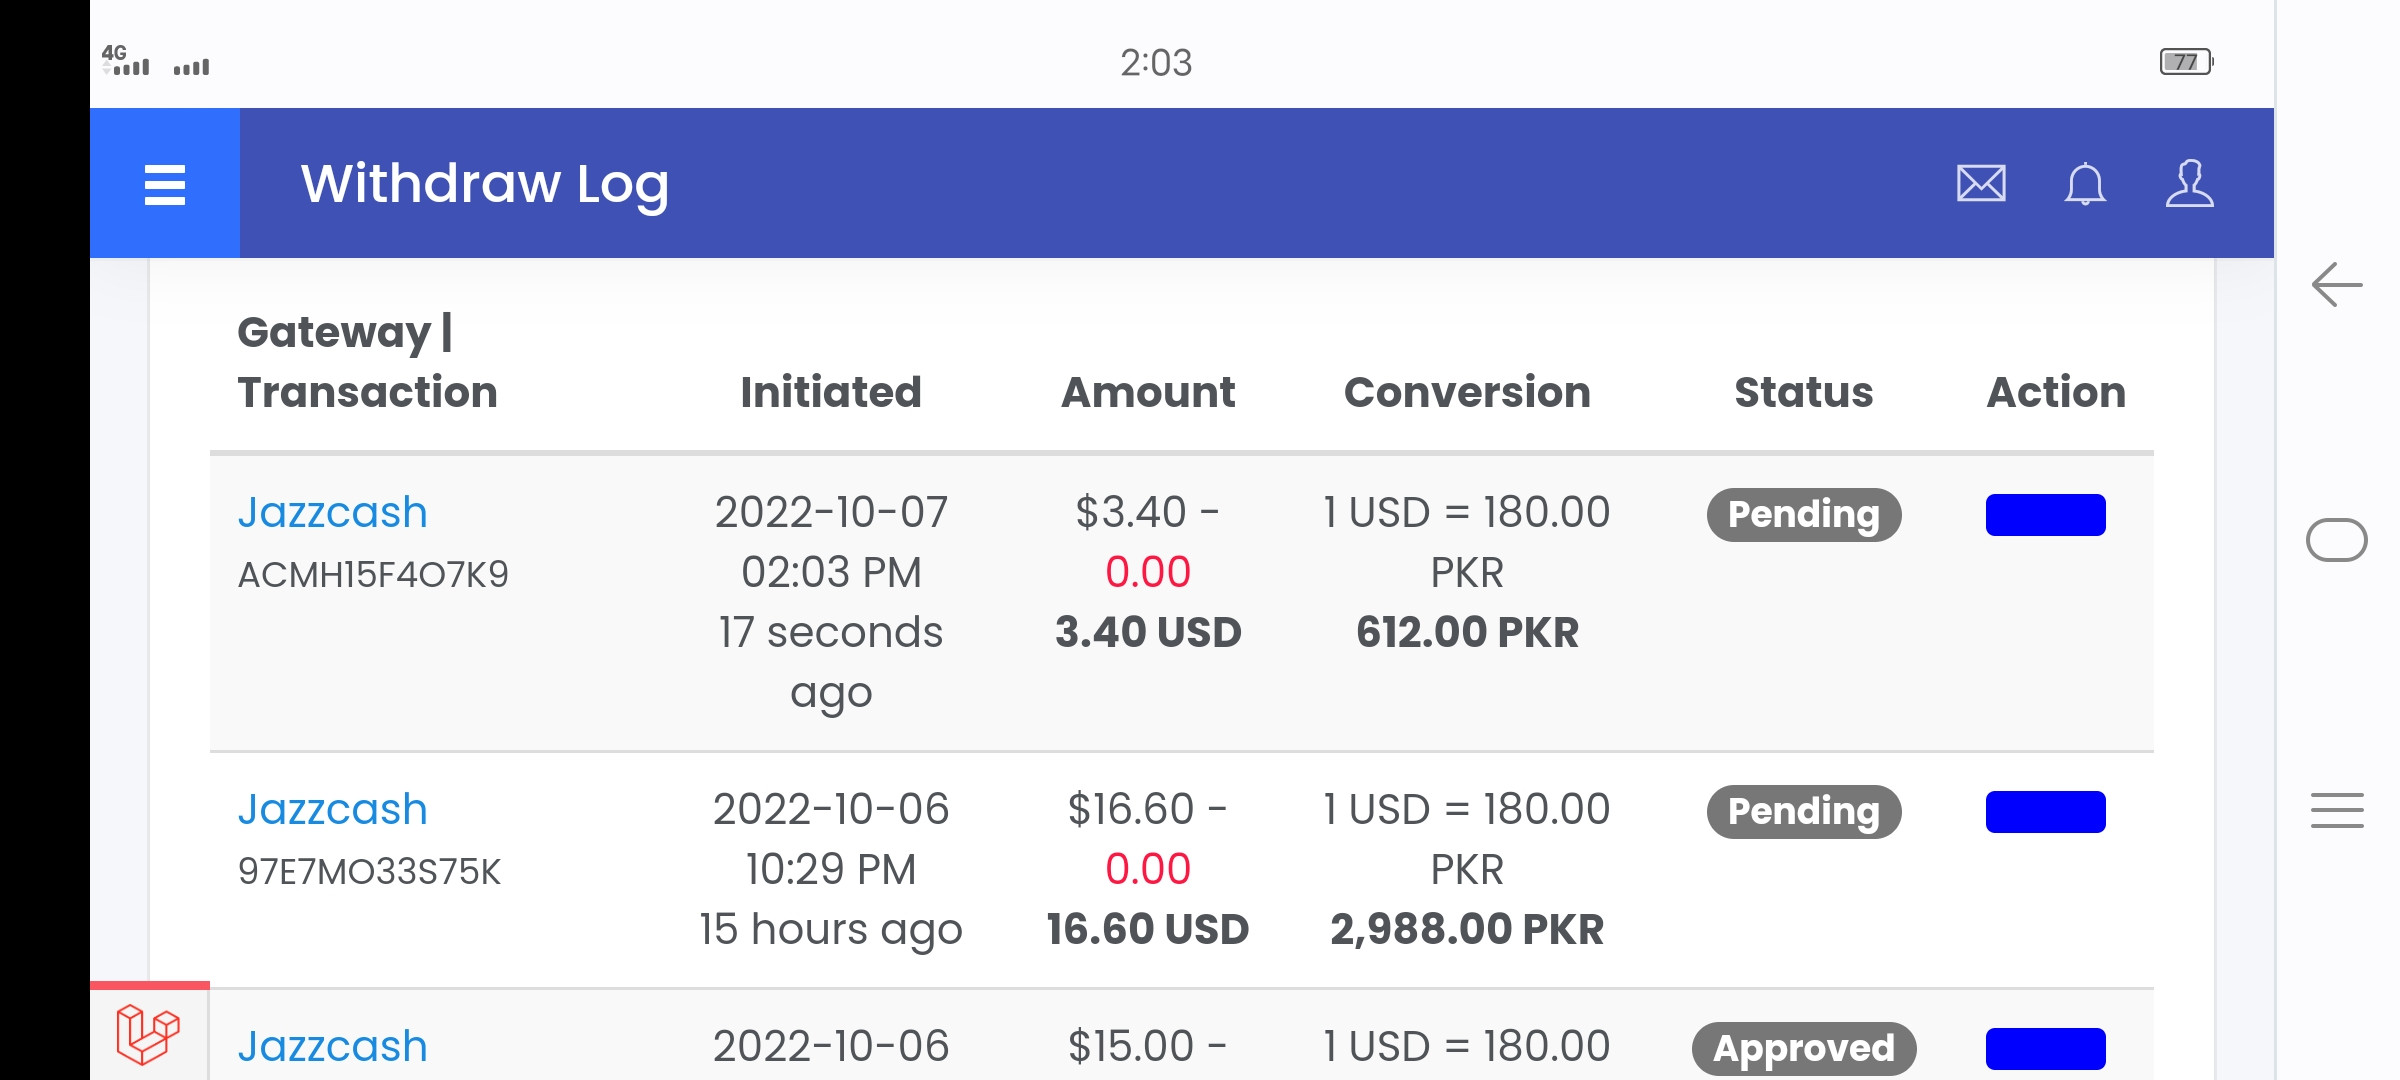 4G
2:03
77
Withdraw Log
Gateway |
Transaction
Initiated
Amount
Conversion
Status
Action
Jazzcash
ACMH15F4O7K9
2022-10-07
02:03 PM
17 seconds
ago
$3.40 -
0.00
3.40 USD
1 USD = 180.00
PKR
612.00 PKR
Pending
Jazzcash
97E7MO33S75K
2022-10-06
10:29 PM
15 hours ago
$16.60 -
0.00
16.60 USD
1 USD = 180.00
PKR
2,988.00 PKR
Pending
Jazzcash
2022-10-06
$15.00 -
1 USD = 180.00
Approved